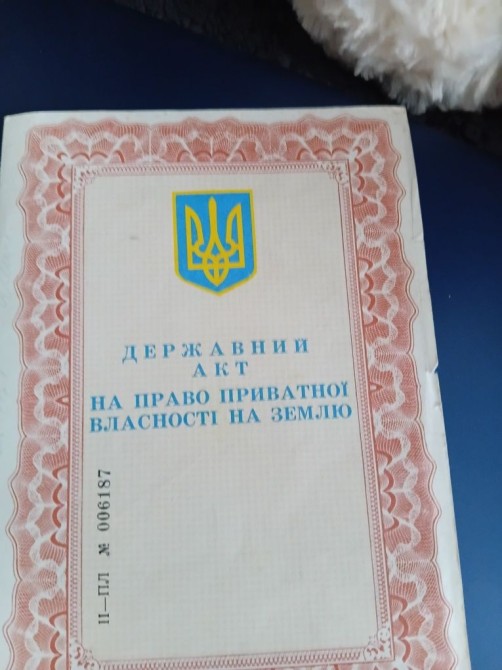 ДЕРЖАВНИЙ
АКТ
НА ПРАВО ПРИВАТНОЇ
ВЛАСНОСТІ НА ЗЕМЛЮ
II—ПЛ № 006187